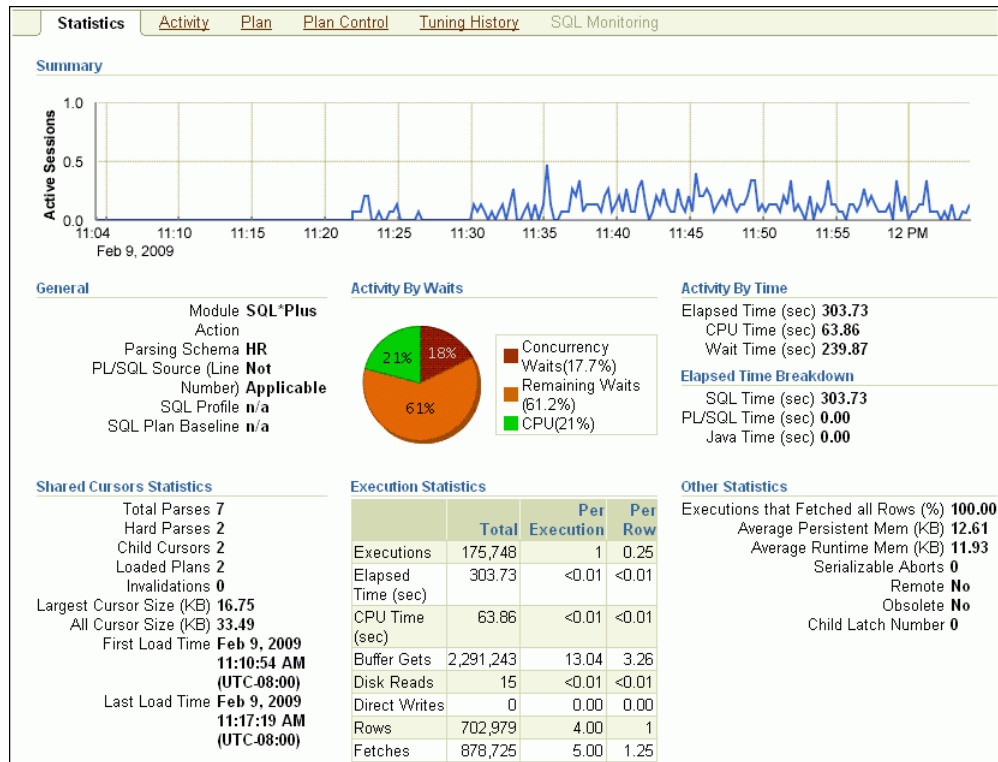 Statistics Activity Plan Plan Control Tuning History SQL Monitoring
Summary
Active Sessions
1.0
0.5
0.0
11:04 11:10 11:15 11:20 11:25 11:30 11:35 11:40 11:45 11:50 11:55 12 PM
Feb 9, 2009
General
Module SQL*Plus
Action
Parsing Schema HR
PL/SQL Source (Line Not
Number) Applicable
SQL Profile n/a
SQL Plan Baseline n/a
Activity By Waits
21% 18%
61%
Concurrency
Waits(17.7%)
Remaining Waits
(61.2%)
CPU(21%)
Activity By Time
Elapsed Time (sec) 303.73
CPU Time (sec) 63.86
Wait Time (sec) 239.87
Elapsed Time Breakdown
SQL Time (sec) 303.73
PL/SQL Time (sec) 0.00
Java Time (sec) 0.00
Shared Cursors Statistics
Total Parses 7
Hard Parses 2
Child Cursors 2
Loaded Plans 2
Invalidations 0
Largest Cursor Size (KB) 16.75
All Cursor Size (KB) 33.49
First Load Time Feb 9, 2009
11:10:54 AM
(UTC-08:00)
Last Load Time Feb 9, 2009
11:17:19 AM
(UTC-08:00)
Execution Statistics
Per Per
Total Execution Row
Executions 175,748 1 0.25
Elapsed 303.73 <0.01 <0.01
Time (sec)
CPU Time 63.86 <0.01 <0.01
(sec)
Buffer Gets 2,291,243 13.04 3.26
Disk Reads 15 <0.01 <0.01
Direct Writes 0 0.00 0.00
Rows 702,979 4.00 1
Fetches 878,725 5.00 1.25
Other Statistics
Executions that Fetched all Rows (%) 100.00
Average Persistent Mem (KB) 12.61
Average Runtime Mem (KB) 11.93
Serializable Aborts 0
Remote No
Obsolete No
Child Latch Number 0